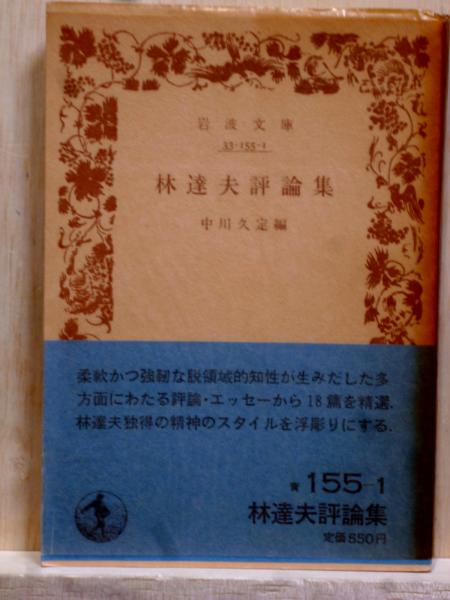 岩波文庫
33-155-1
林達夫評論集
中川久定編
柔軟かつ強靭な脱領域的知性が生みだした多
方面にわたる評論・エッセーから18篇を精選.
林達夫独得の精神のスタイルを浮彫りにする.
青 155-1
林達夫評論集
定価550円